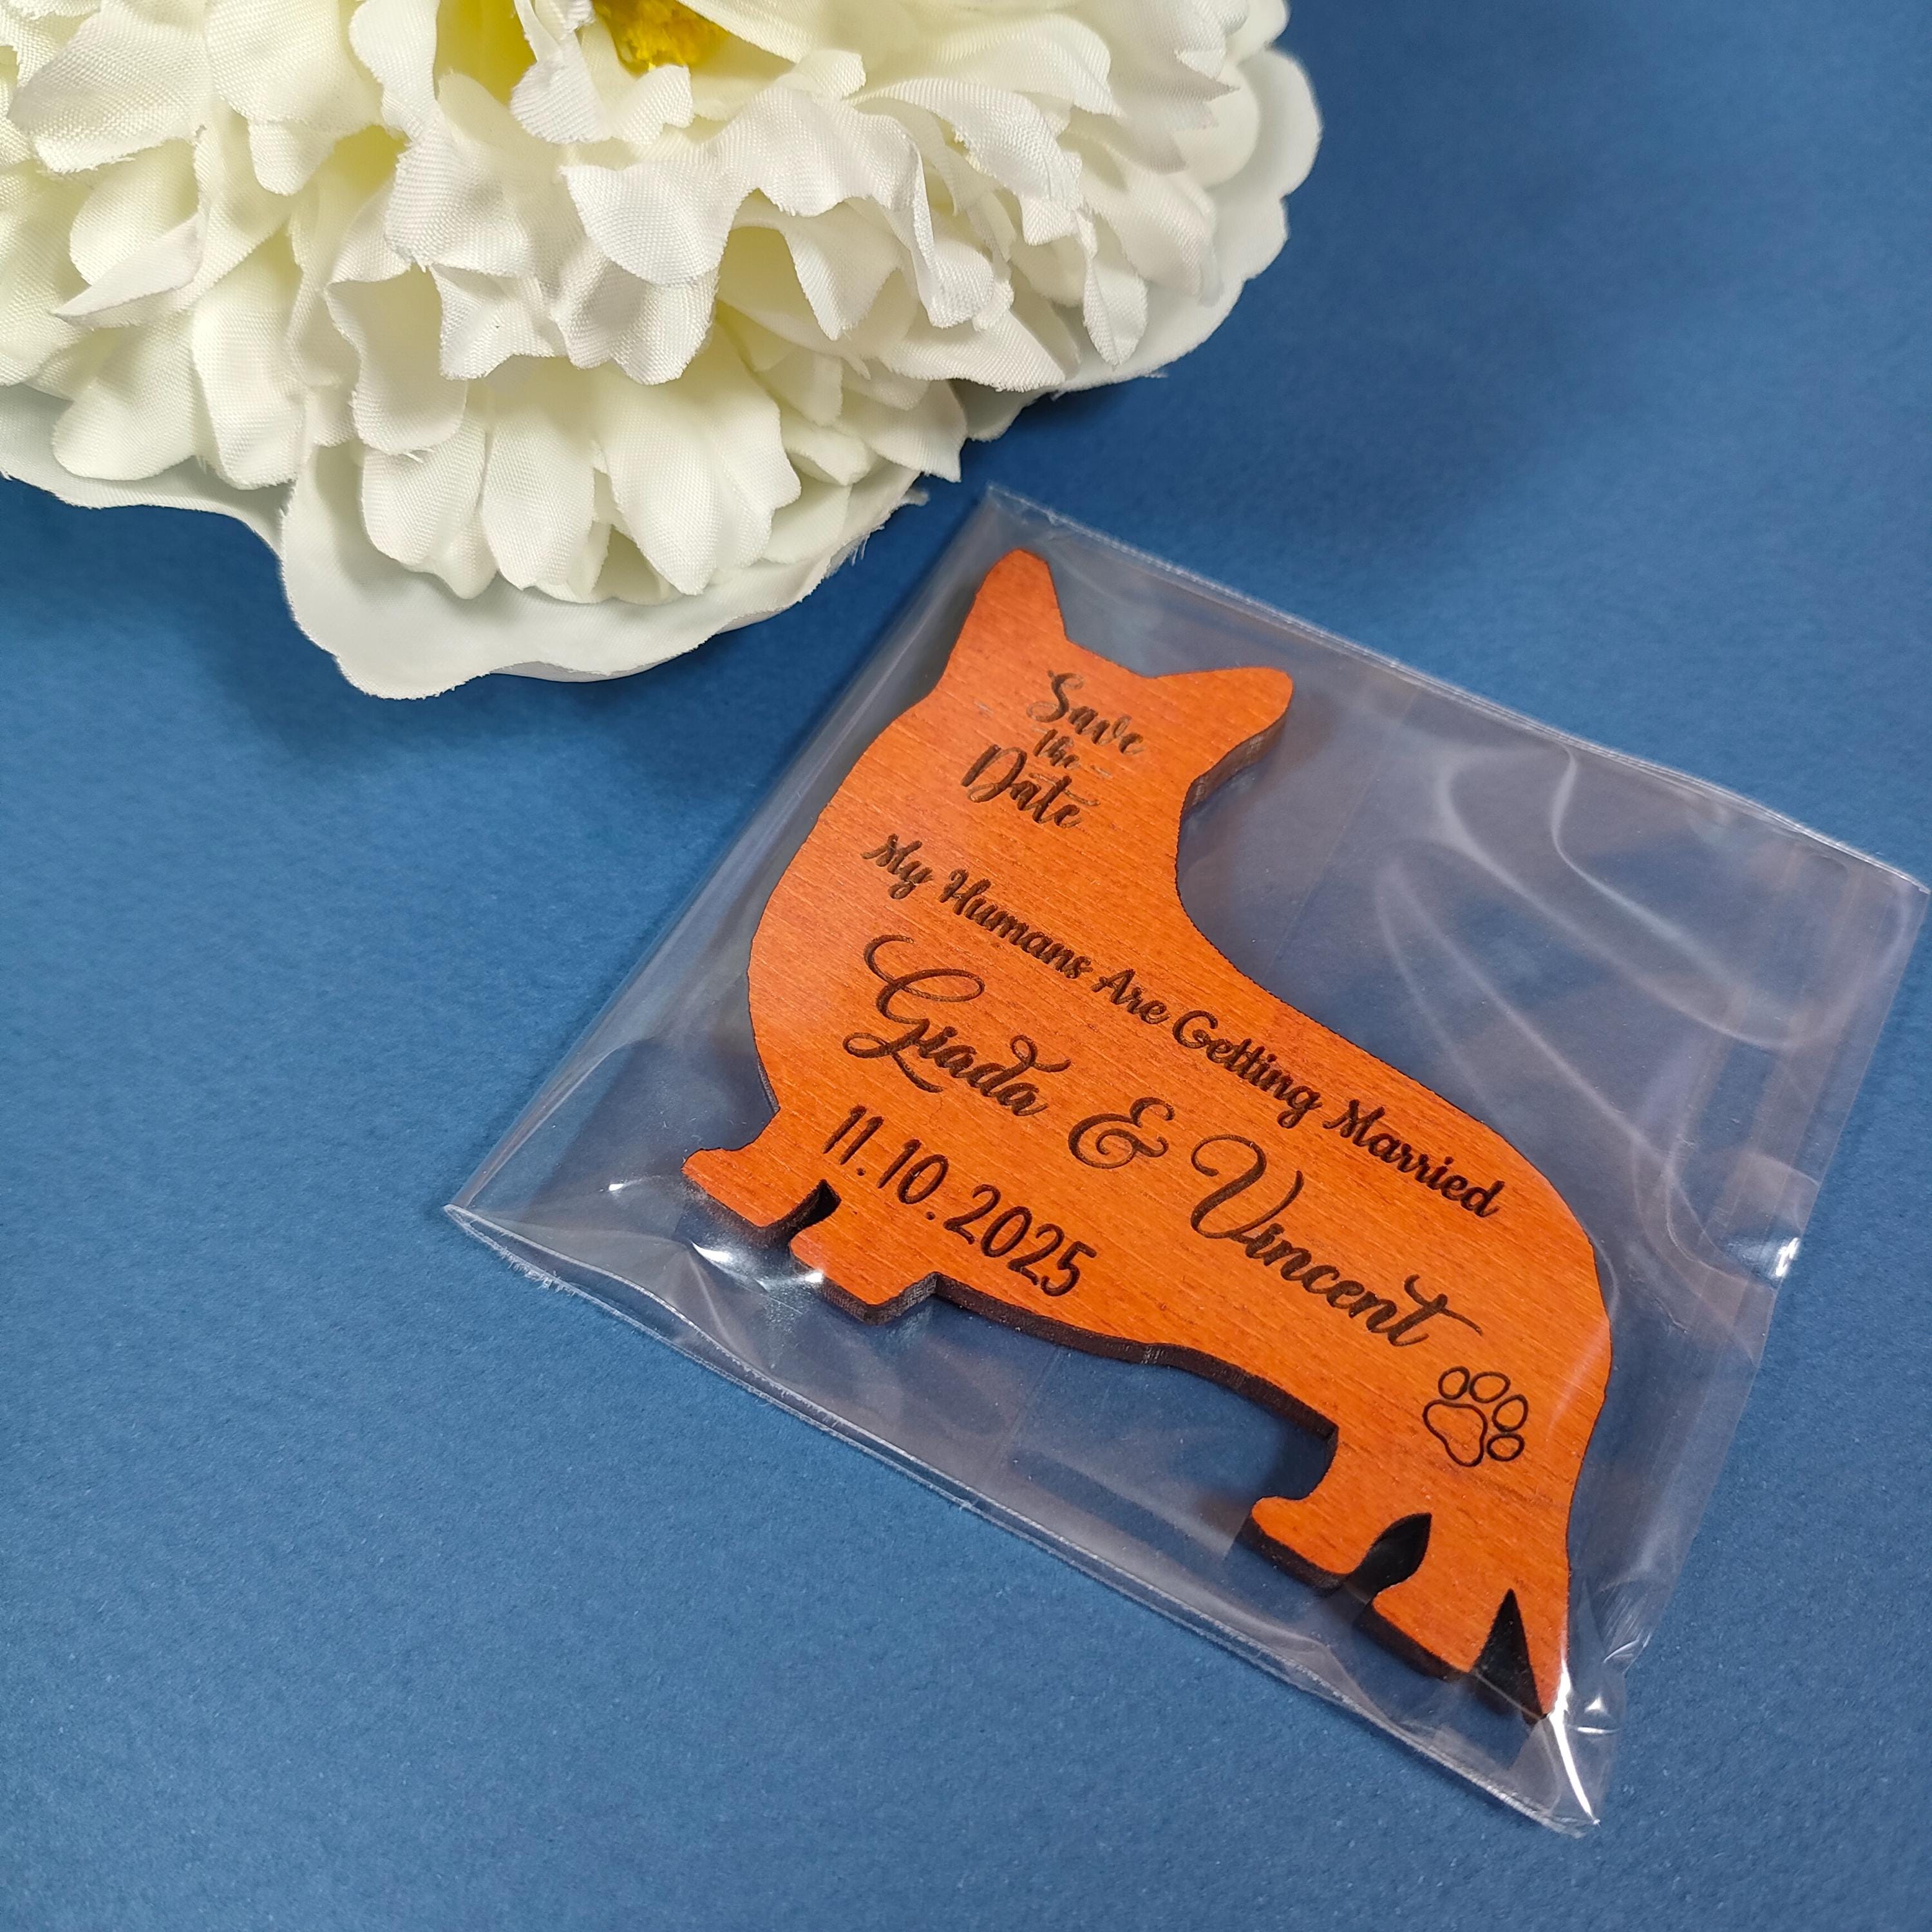 Save
the
Date
My Humans Are Getting Married
Giada & Vincent
11.10.2025